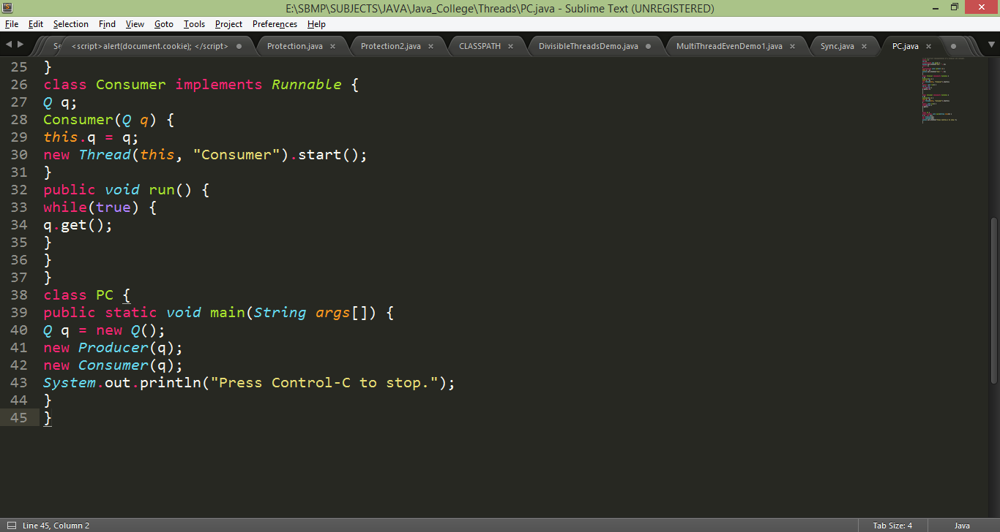 E:\SBMP\SUBJECTS\JAVA\Java_College\Threads\PC.java - Sublime Text (UNREGISTERED)
File Edit Selection Find View Goto Tools Project Preferences Help
Se <script>alert(document.cookie); </script> Protection.java Protection2.java CLASSPATH DivisibleThreadsDemo.java MultiThreadEvenDemo1.java Sync.java PC.java
25 }
26 class Consumer implements Runnable {
27 Q q;
28 Consumer(Q q) {
29 this.q = q;
30 new Thread(this, "Consumer").start();
31 }
32 public void run() {
33 while(true) {
34 q.get();
35 }
36 }
37 }
38 class PC {
39 public static void main(String args[]) {
40 Q q = new Q();
41 new Producer(q);
42 new Consumer(q);
43 System.out.println("Press Control-C to stop.");
44 }
45 }
Line 45, Column 2 Tab Size: 4 Java